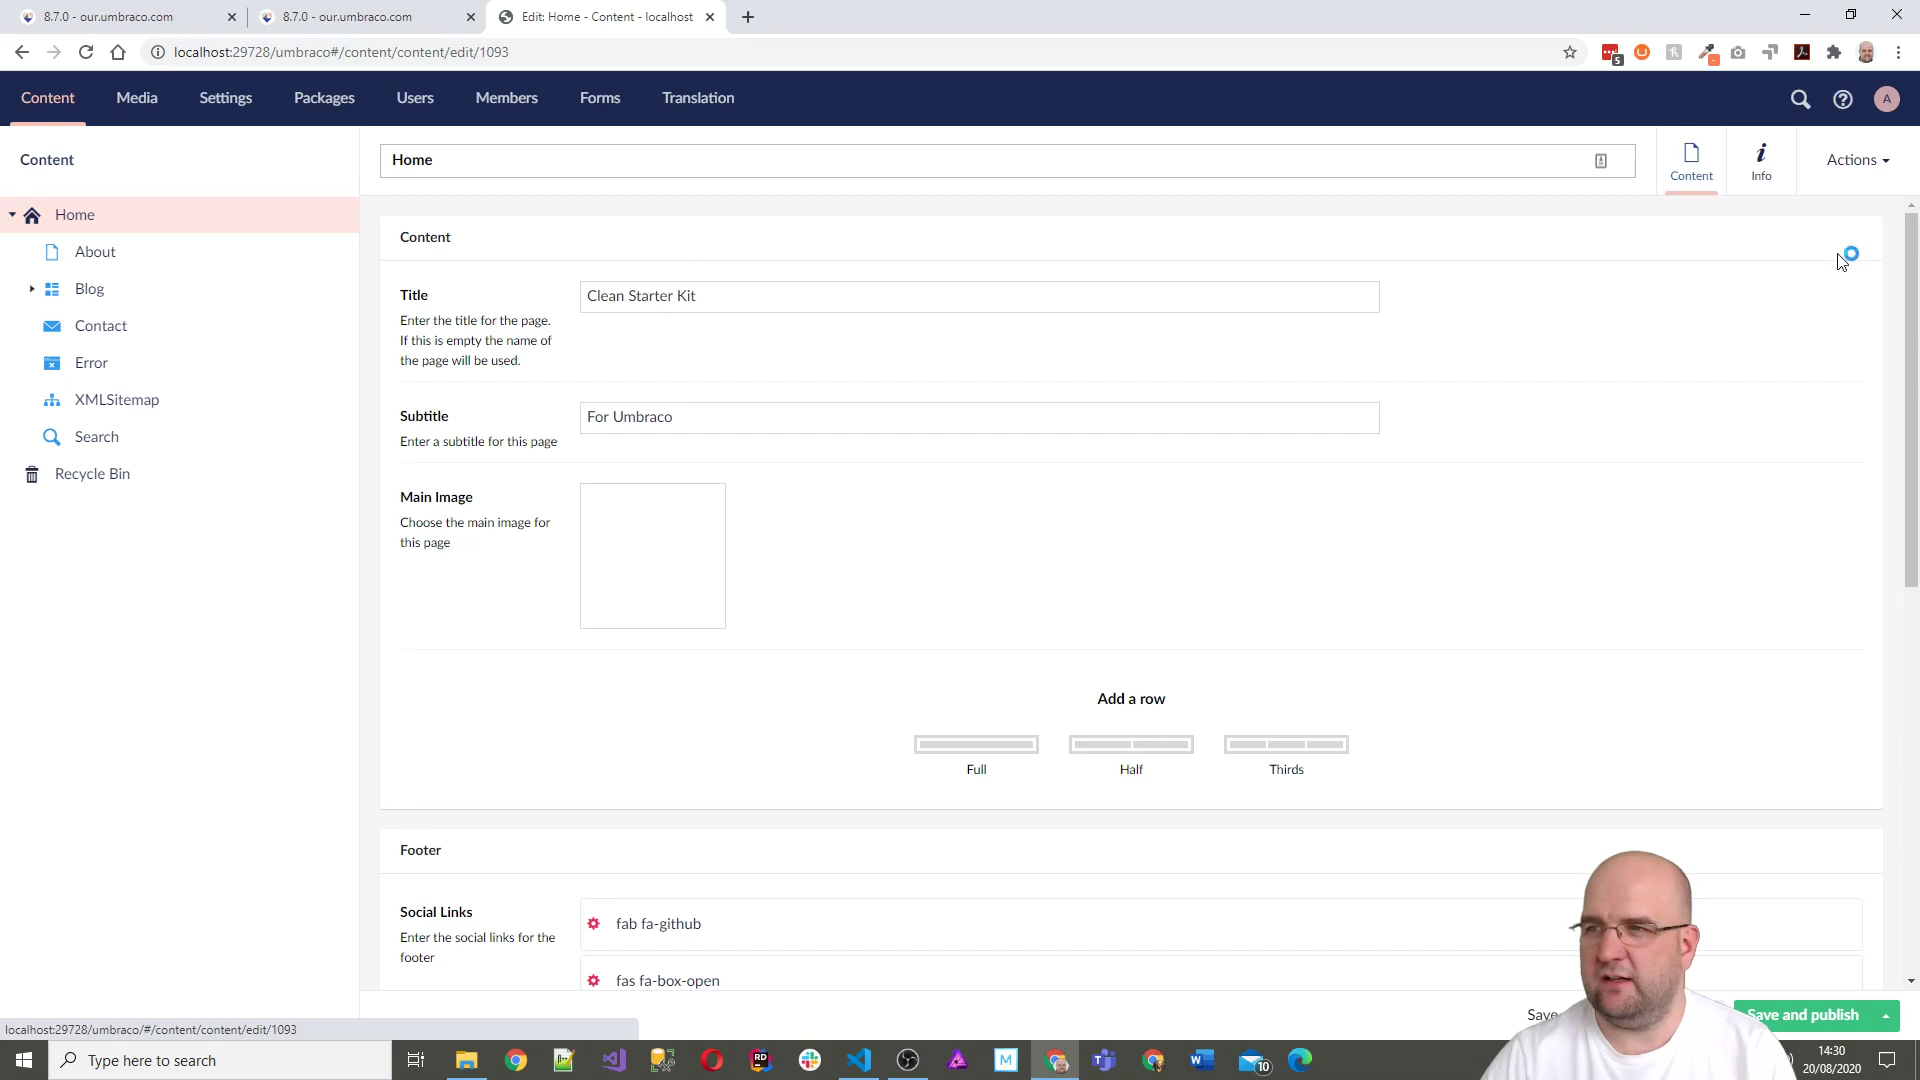 8.7.0 - our.umbraco.com
8.7.0 - our.umbraco.com
Edit: Home - Content - localhost
localhost:29728/umbraco#/content/content/edit/1093
5
Content
Media
Settings
Packages
Users
Members
Forms
Translation
A
Content
Home
Content
Info
Actions
Home
About
Blog
Contact
Error
XMLSitemap
Search
Recycle Bin
Content
Title
Enter the title for the page.
If this is empty the name of
the page will be used.
Clean Starter Kit
Subtitle
Enter a subtitle for this page
For Umbraco
Main Image
Choose the main image for
this page
Add a row
Full
Half
Thirds
Footer
Social Links
Enter the social links for the
footer
fab fa-github
fas fa-box-open
Save
Save and publish
localhost:29728/umbraco/#/content/content/edit/1093
Type here to search
RD
M
10
14:30
20/08/2020